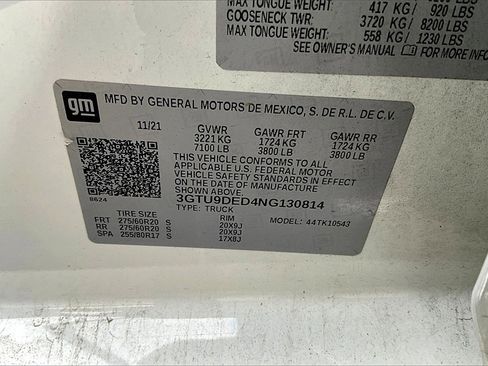 MAX TONGUE WEIGHT: 417 KG / 920 LBS
GOOSENECK TWR: 3720 KG / 8200 LBS
MAX TONGUE WEIGHT: 558 KG / 1230 LBS
SEE OWNER'S MANUAL FOR MORE INFO
gm
MFD BY GENERAL MOTORS DE MEXICO, S. DE R.L. DE C.V.
11/21 GVWR GAWR FRT GAWR RR
3221 KG 1724 KG 1724 KG
7100 LB 3800 LB 3800 LB
THIS VEHICLE CONFORMS TO ALL APPLICABLE
U.S. FEDERAL MOTOR
VEHICLE SAFETY STANDARDS IN EFFECT ON
THE DATE OF MANUFACTURE SHOWN ABOVE.
3GTU9DED4NG130814
8624 TYPE: TRUCK
TIRE SIZE RIM MODEL: 44TK10543
FRT 275/60R20 S 20X9J
RR 275/60R20 S 20X9J
SPA 255/80R17 S 17X8J